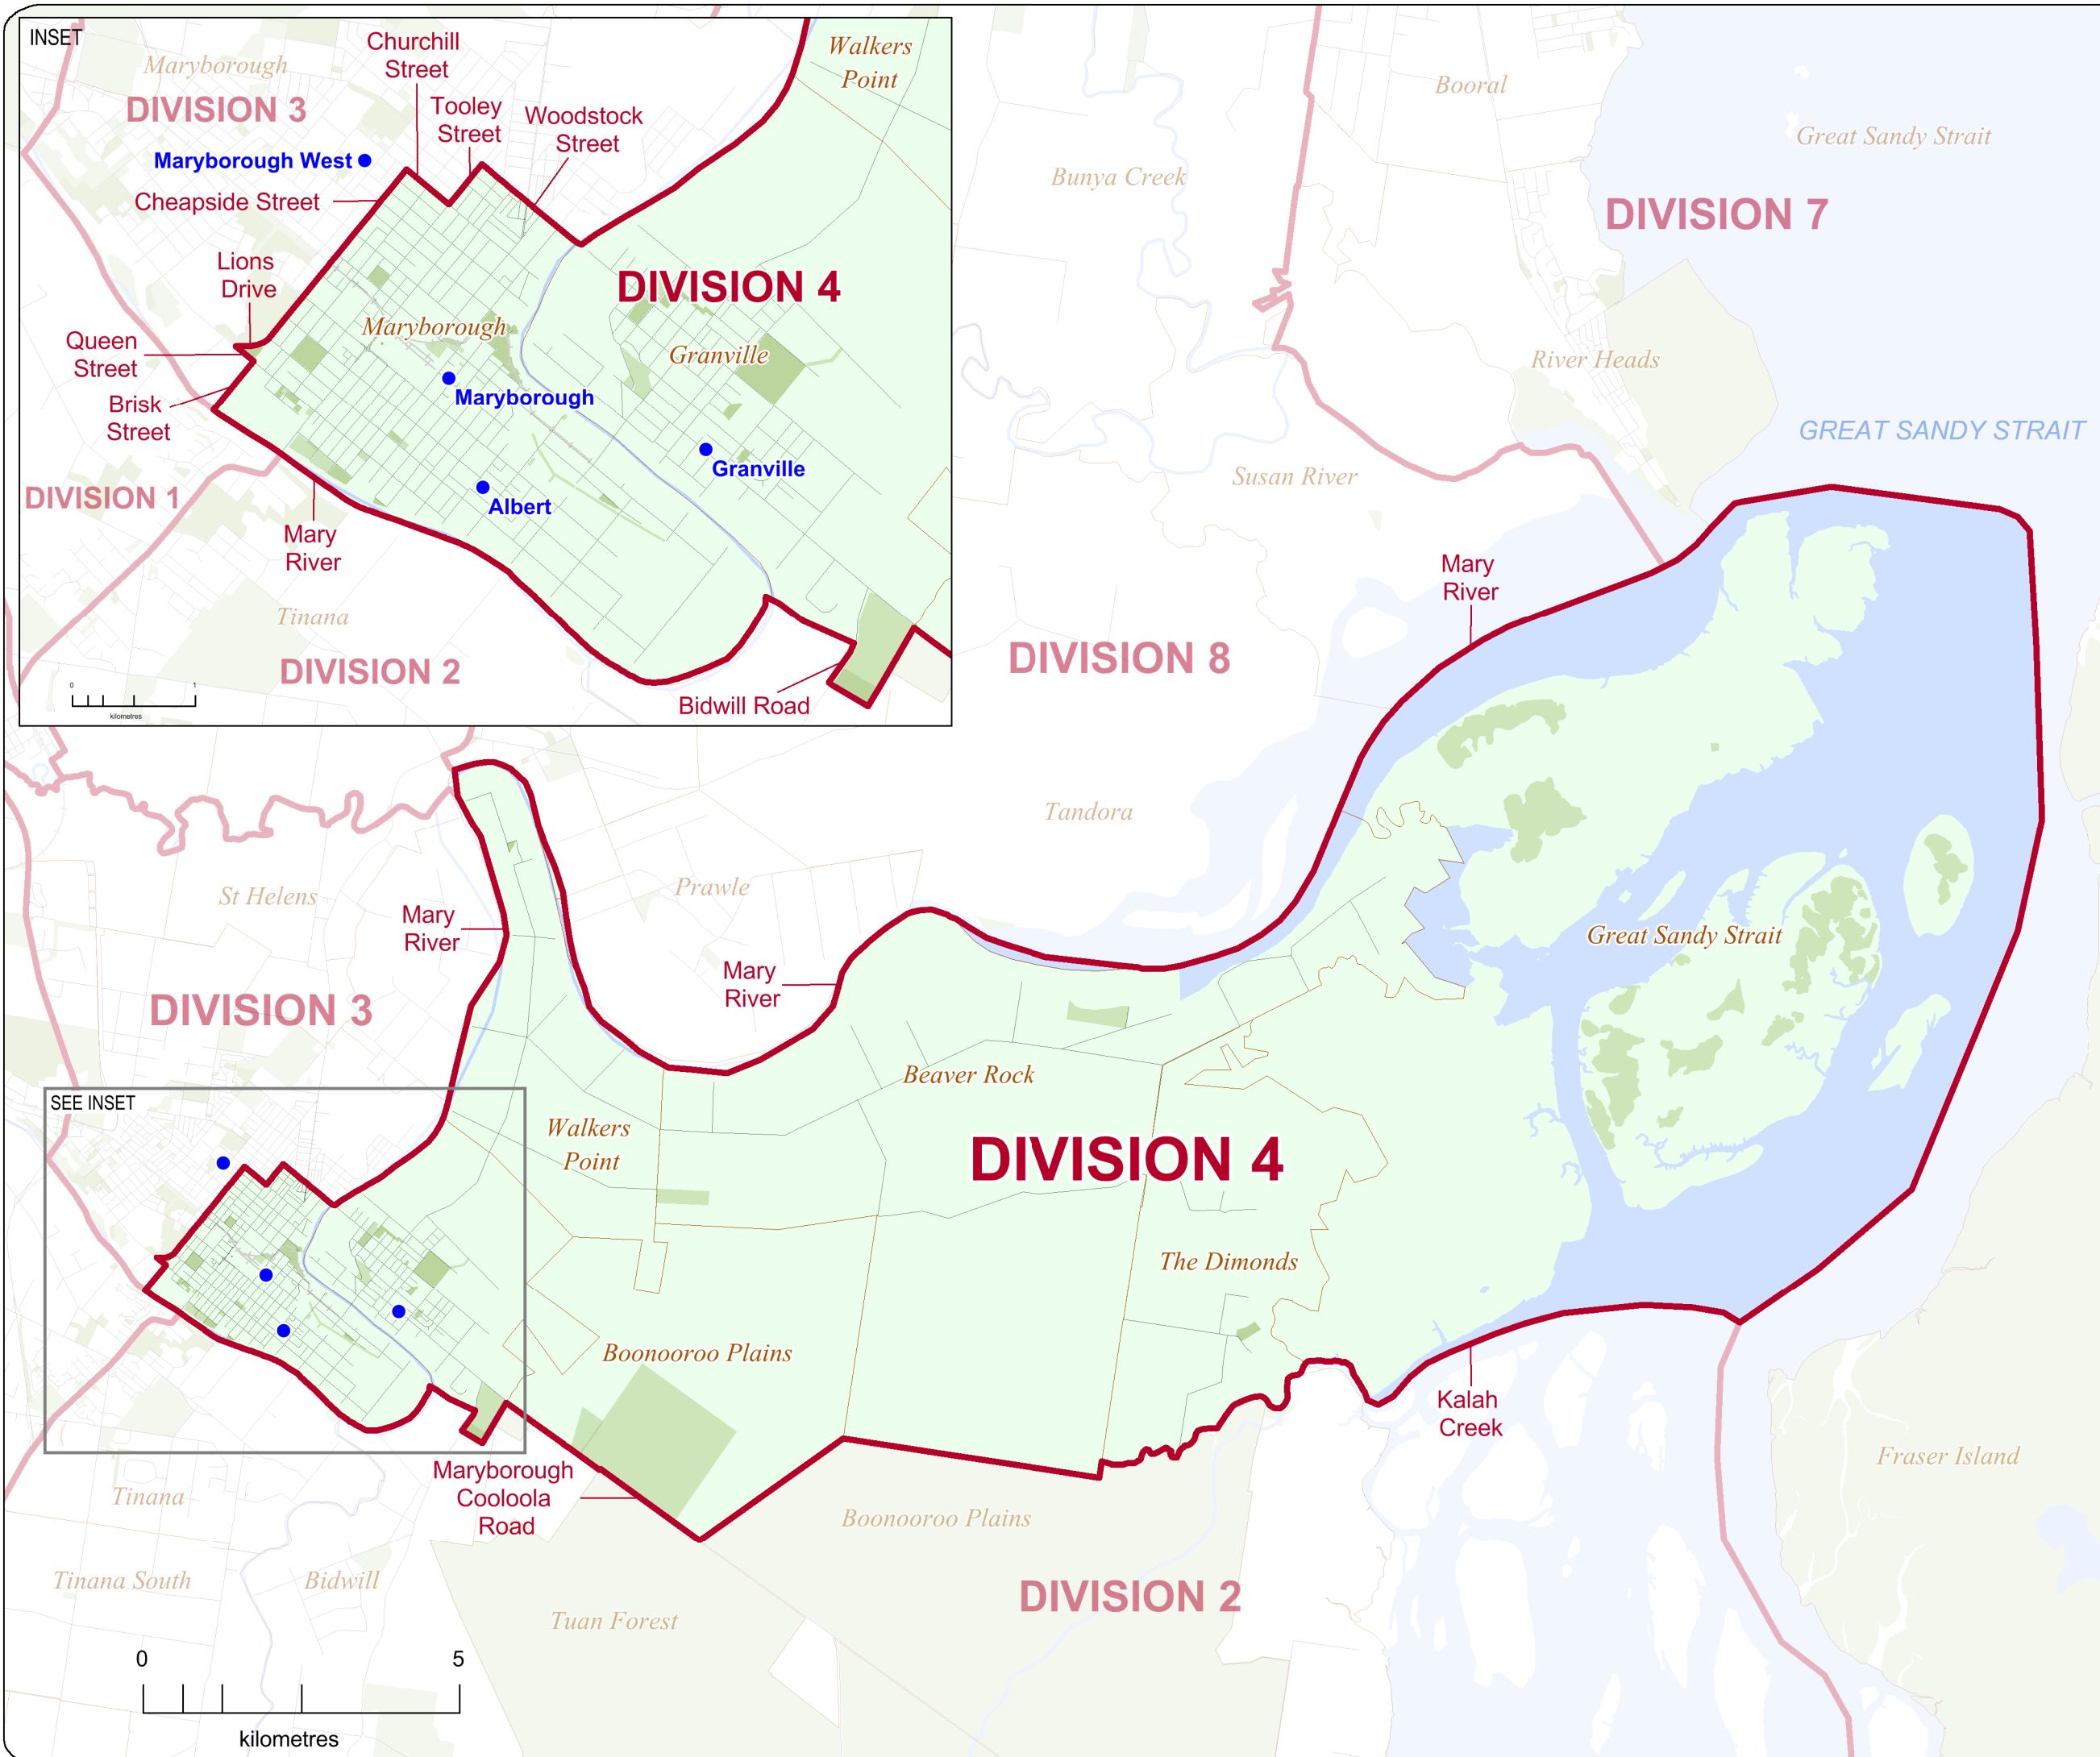 INSET
Maryborough
DIVISION 3
Churchill
Street
Tooley
Street
Woodstock
Street
Walkers
Point
Maryborough West
Cheapside Street
Lions
Drive
DIVISION 4
Queen
Street
Maryborough
Granville
Brisk
Street
Maryborough
Granville
DIVISION 1
Albert
Mary
River
Tinana
DIVISION 2
Bidwill Road
0 1
kilometres
Booral
Great Sandy Strait
Bunya Creek
DIVISION 7
River Heads
GREAT SANDY STRAIT
Susan River
Mary
River
DIVISION 8
Tandora
St Helens
Prawle
Mary
River
Great Sandy Strait
Mary
River
DIVISION 3
Beaver Rock
SEE INSET
Walkers
Point
DIVISION 4
The Dimonds
Boonooroo Plains
Kalah
Creek
Maryborough
Cooloola
Road
Fraser Island
Tinana
Boonooroo Plains
Tinana South
Bidwill
DIVISION 2
Tuan Forest
0 5
kilometres